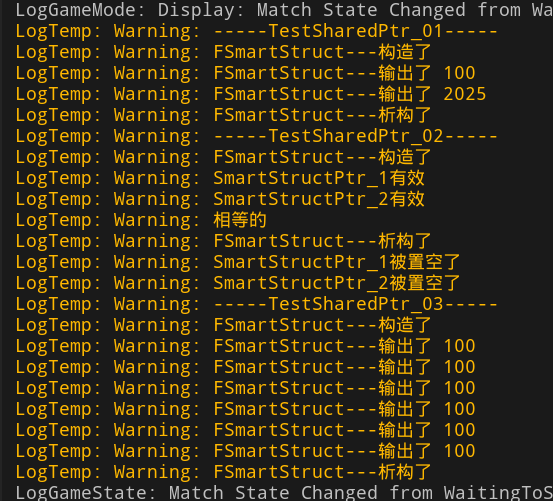 LogGameMode: Display: Match State Changed from Wa
LogTemp: Warning: -----TestSharedPtr_01-----
LogTemp: Warning: FSmartStruct---构造了
LogTemp: Warning: FSmartStruct---输出了 100
LogTemp: Warning: FSmartStruct---输出了 2025
LogTemp: Warning: FSmartStruct---析构了
LogTemp: Warning: -----TestSharedPtr_02-----
LogTemp: Warning: FSmartStruct---构造了
LogTemp: Warning: SmartStructPtr_1有效
LogTemp: Warning: SmartStructPtr_2有效
LogTemp: Warning: 相等的
LogTemp: Warning: FSmartStruct---析构了
LogTemp: Warning: SmartStructPtr_1被置空了
LogTemp: Warning: SmartStructPtr_2被置空了
LogTemp: Warning: -----TestSharedPtr_03-----
LogTemp: Warning: FSmartStruct---构造了
LogTemp: Warning: FSmartStruct---输出了 100
LogTemp: Warning: FSmartStruct---输出了 100
LogTemp: Warning: FSmartStruct---输出了 100
LogTemp: Warning: FSmartStruct---输出了 100
LogTemp: Warning: FSmartStruct---输出了 100
LogTemp: Warning: FSmartStruct---输出了 100
LogTemp: Warning: FSmartStruct---析构了
LogGameState: Match State Changed from WaitingToS